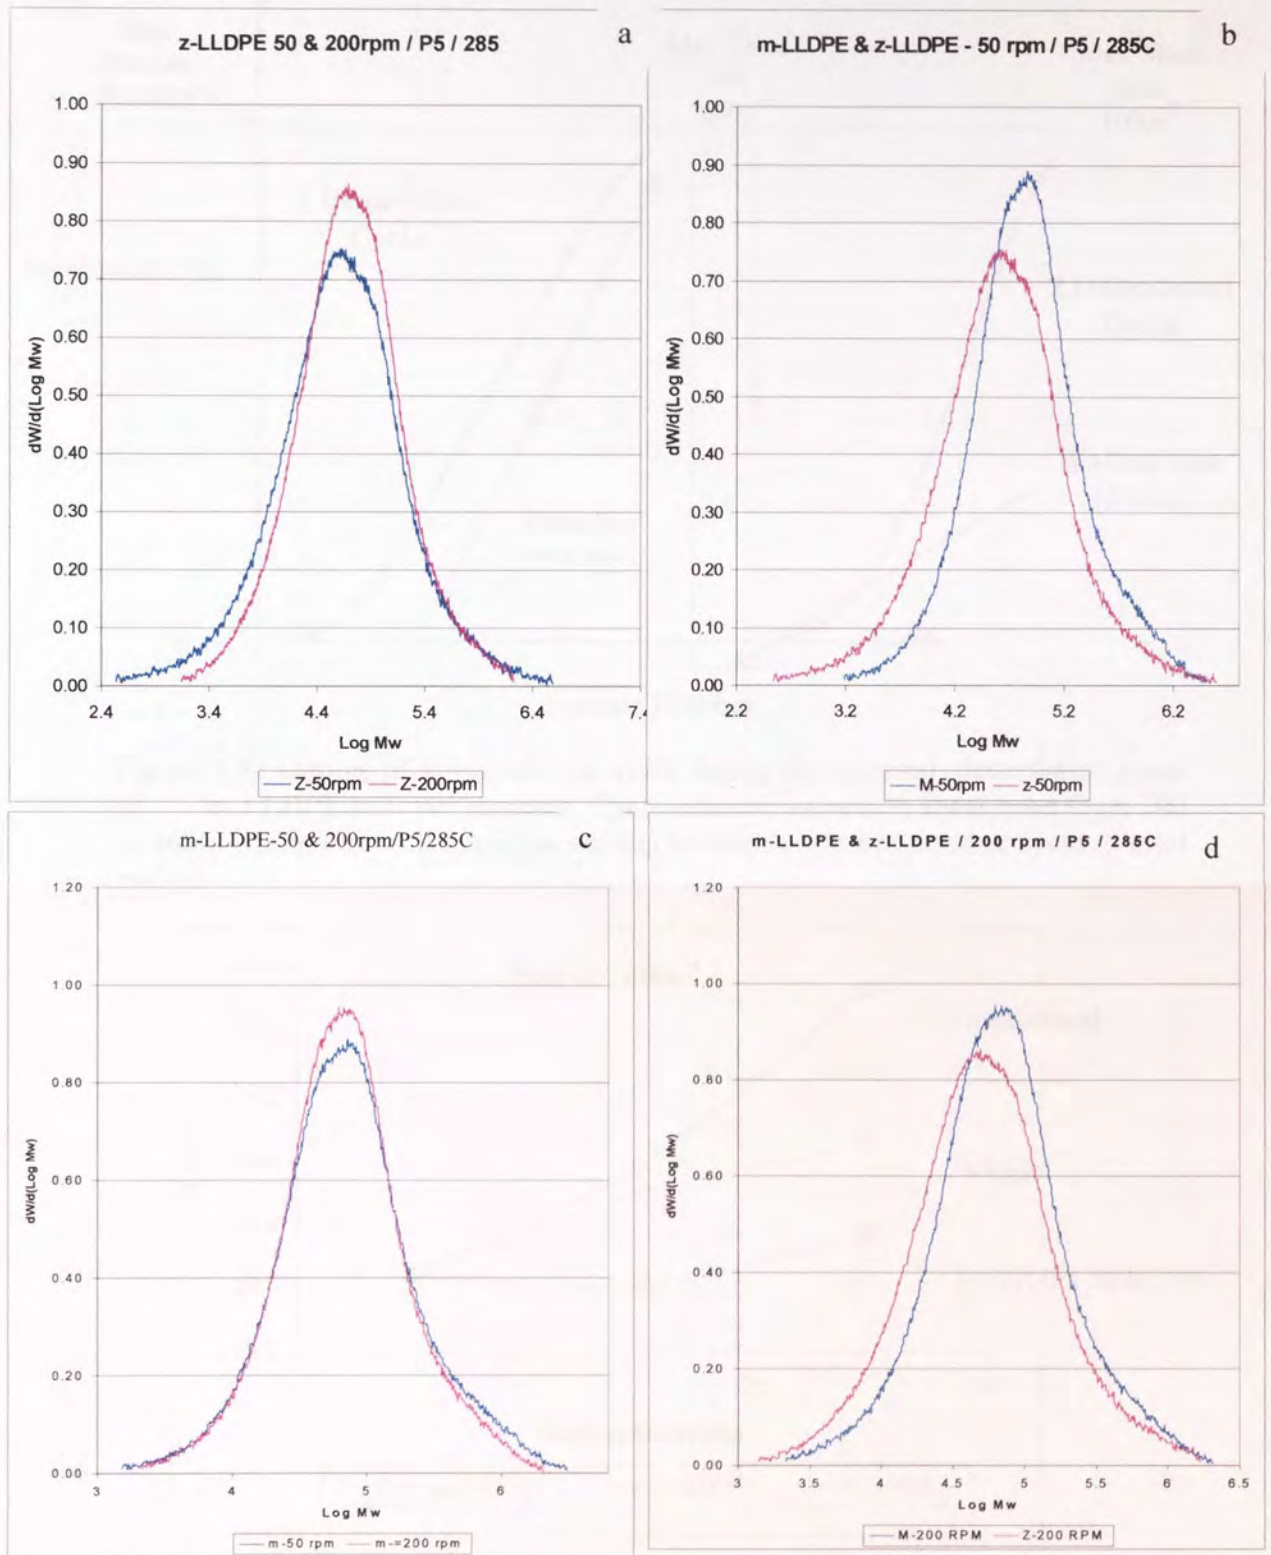 z-LLDPE 50 & 200rpm / P5 / 285
a
1.00
0.90
0.80
0.70
0.60
0.50
0.40
0.30
0.20
0.10
0.00
dW/d(Log Mw)
2.4 3.4 4.4 5.4 6.4 7.4
Log Mw
Z-50rpm Z-200rpm
m-LLDPE & z-LLDPE - 50 rpm / P5 / 285C
b
1.00
0.90
0.80
0.70
0.60
0.50
0.40
0.30
0.20
0.10
0.00
dW/d(Log Mw)
2.2 3.2 4.2 5.2 6.2
Log Mw
M-50rpm z-50rpm
m-LLDPE-50 & 200rpm/P5/285C
c
1.20
1.00
0.80
0.60
0.40
0.20
0.00
dW/d(Log Mw)
3 4 5 6
Log Mw
m-50 rpm m-=200 rpm
m-LLDPE & z-LLDPE / 200 rpm / P5 / 285C
d
1.20
1.00
0.80
0.60
0.40
0.20
0.00
dW/d(Log Mw)
3 3.5 4 4.5 5 5.5 6 6.5
Log Mw
M-200 RPM Z-200 RPM